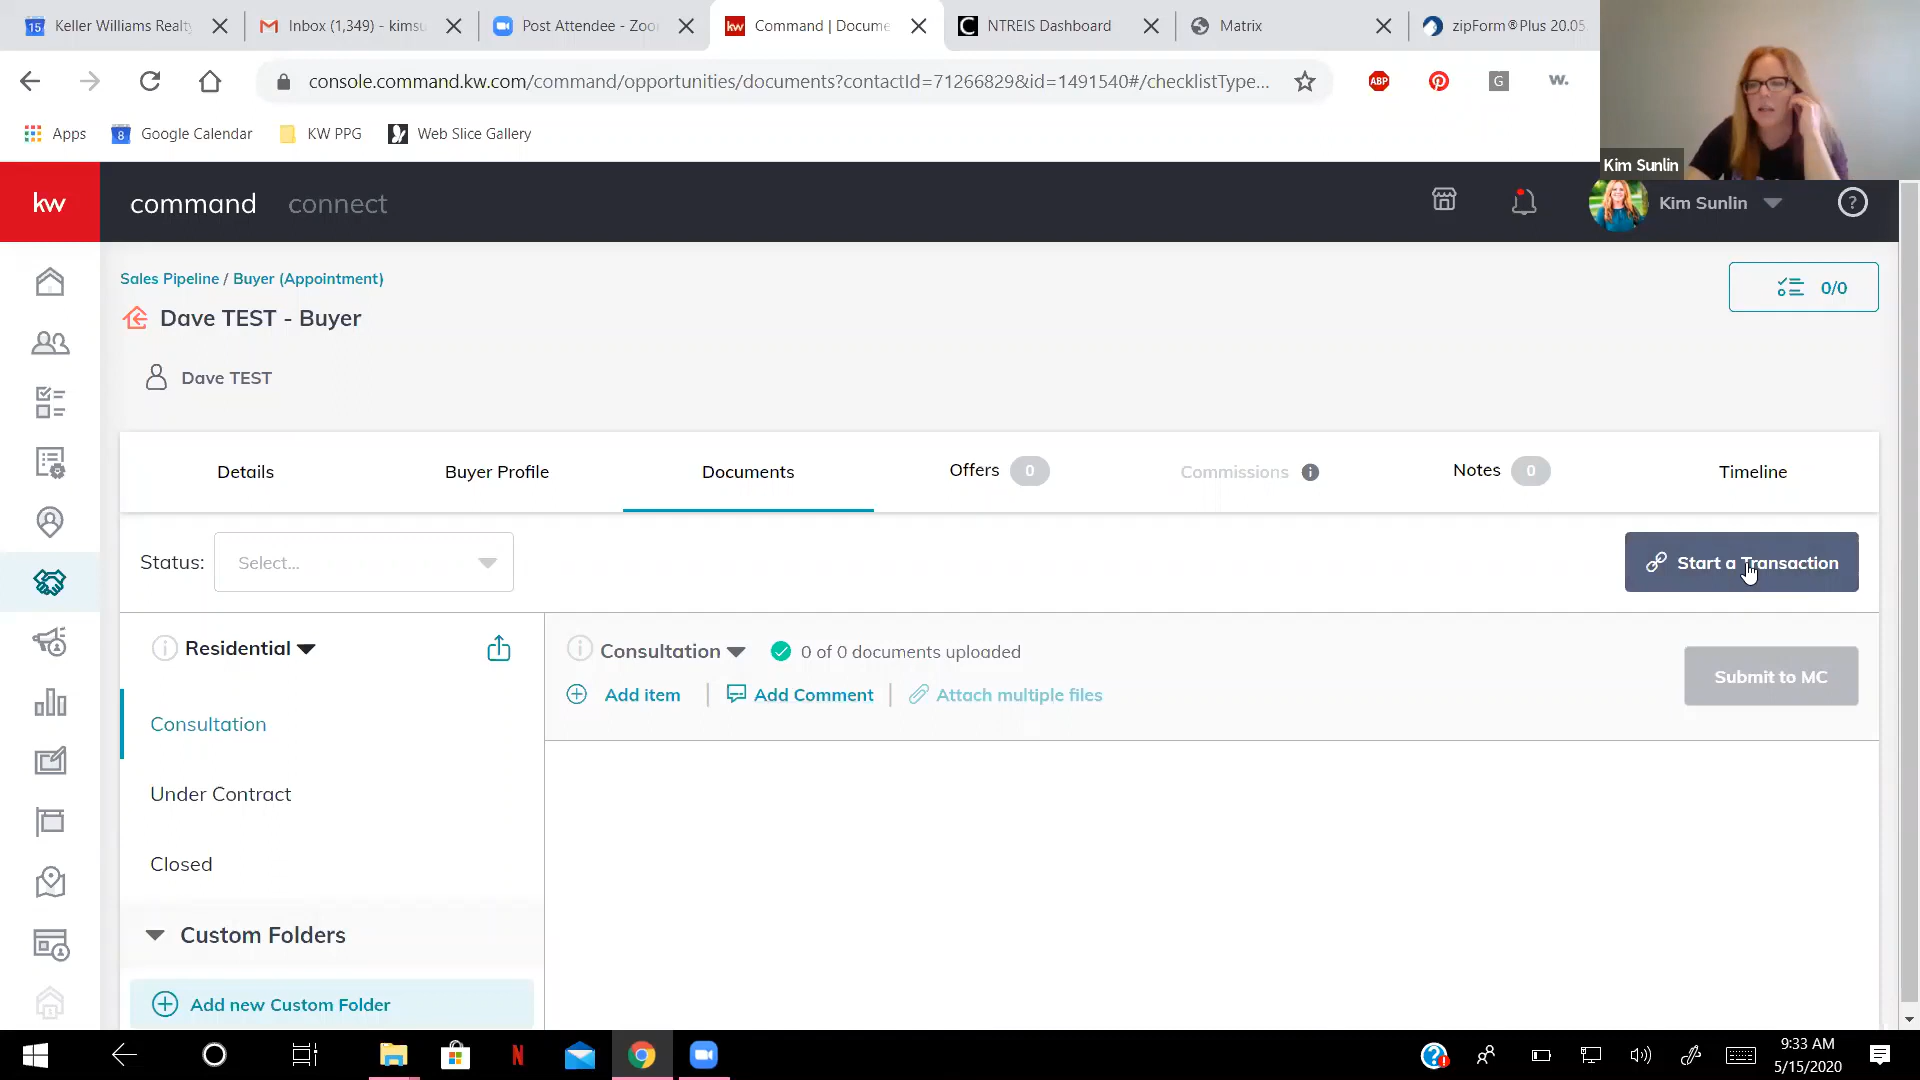 15 Keller Williams Realty
Inbox (1,349) - kimsu
Post Attendee - Zoo
kw Command | Docume
NTREIS Dashboard
Matrix
zipForm®Plus 20.05
console.command.kw.com/command/opportunities/documents?contactId=71266829&id=1491540#/checklistType...
ABP
G
w.
Apps
8 Google Calendar
KW PPG
Web Slice Gallery
Kim Sunlin
kw
command
connect
Kim Sunlin
?
Sales Pipeline / Buyer (Appointment)
0/0
Dave TEST - Buyer
Dave TEST
Details
Buyer Profile
Documents
Offers 0
Commissions i
Notes 0
Timeline
Status: Select...
Start a Transaction
Residential
Consultation
0 of 0 documents uploaded
Add item
Add Comment
Attach multiple files
Submit to MC
Consultation
Under Contract
Closed
Custom Folders
Add new Custom Folder
N
9:33 AM
5/15/2020